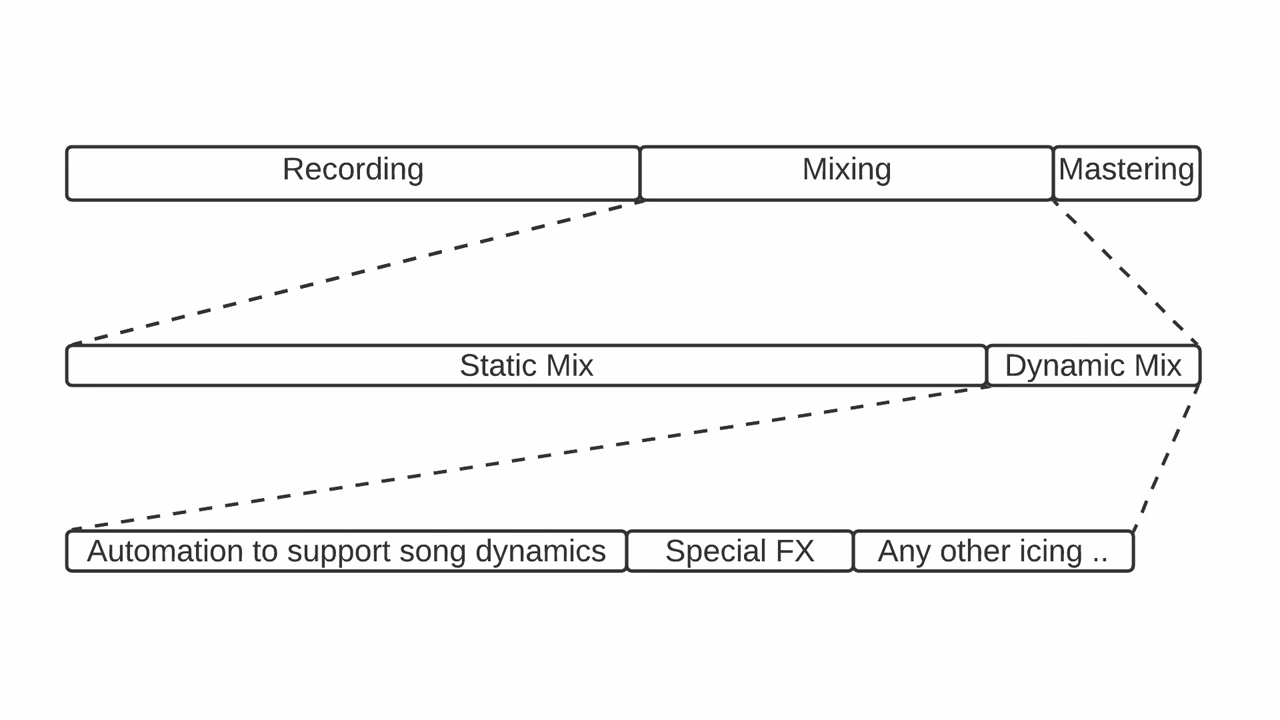 Recording
Mixing
Mastering
Static Mix
Dynamic Mix
Automation to support song dynamics
Special FX
Any other icing ..